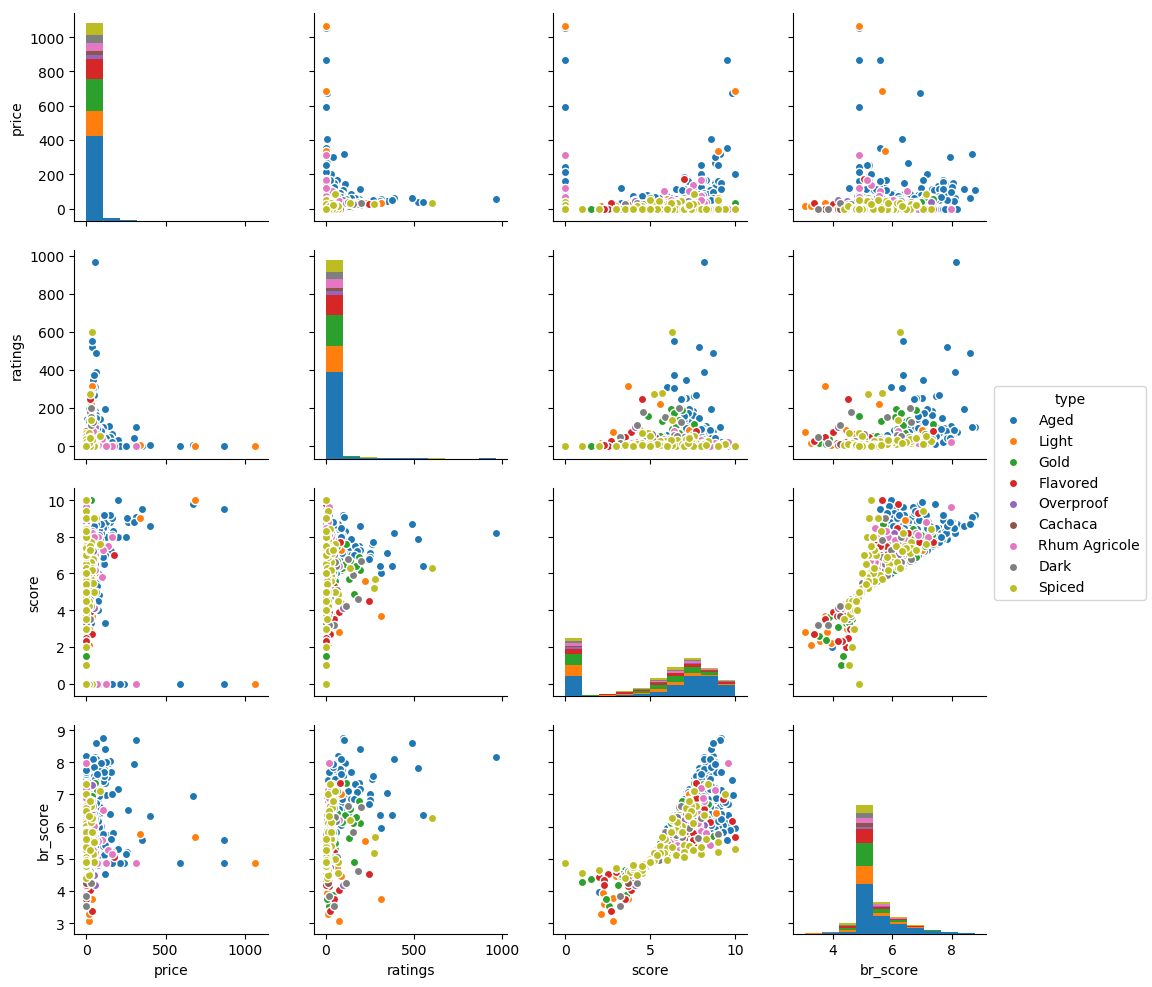 1000
800
600
400
200
0
price
1000
800
600
400
200
0
ratings
10
8
6
4
2
0
score
9
8
7
6
5
4
3
br_score
0 500 1000
price
0 500 1000
ratings
0 5 10
score
4 6 8
br_score
type
Aged
Light
Gold
Flavored
Overproof
Cachaca
Rhum Agricole
Dark
Spiced